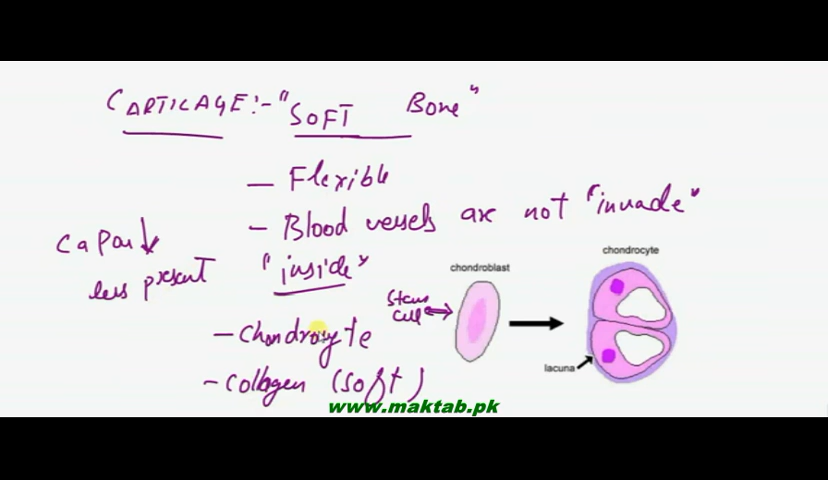 CARTILAGE:- "SOFT Bone"
– Flexible
– Blood vessels are not "invade"
"inside"
CaPO4 ↓
less present
– Chondrocyte
– Collagen (soft)
Stem
Cell
chondroblast
chondrocyte
lacuna
www.maktab.pk